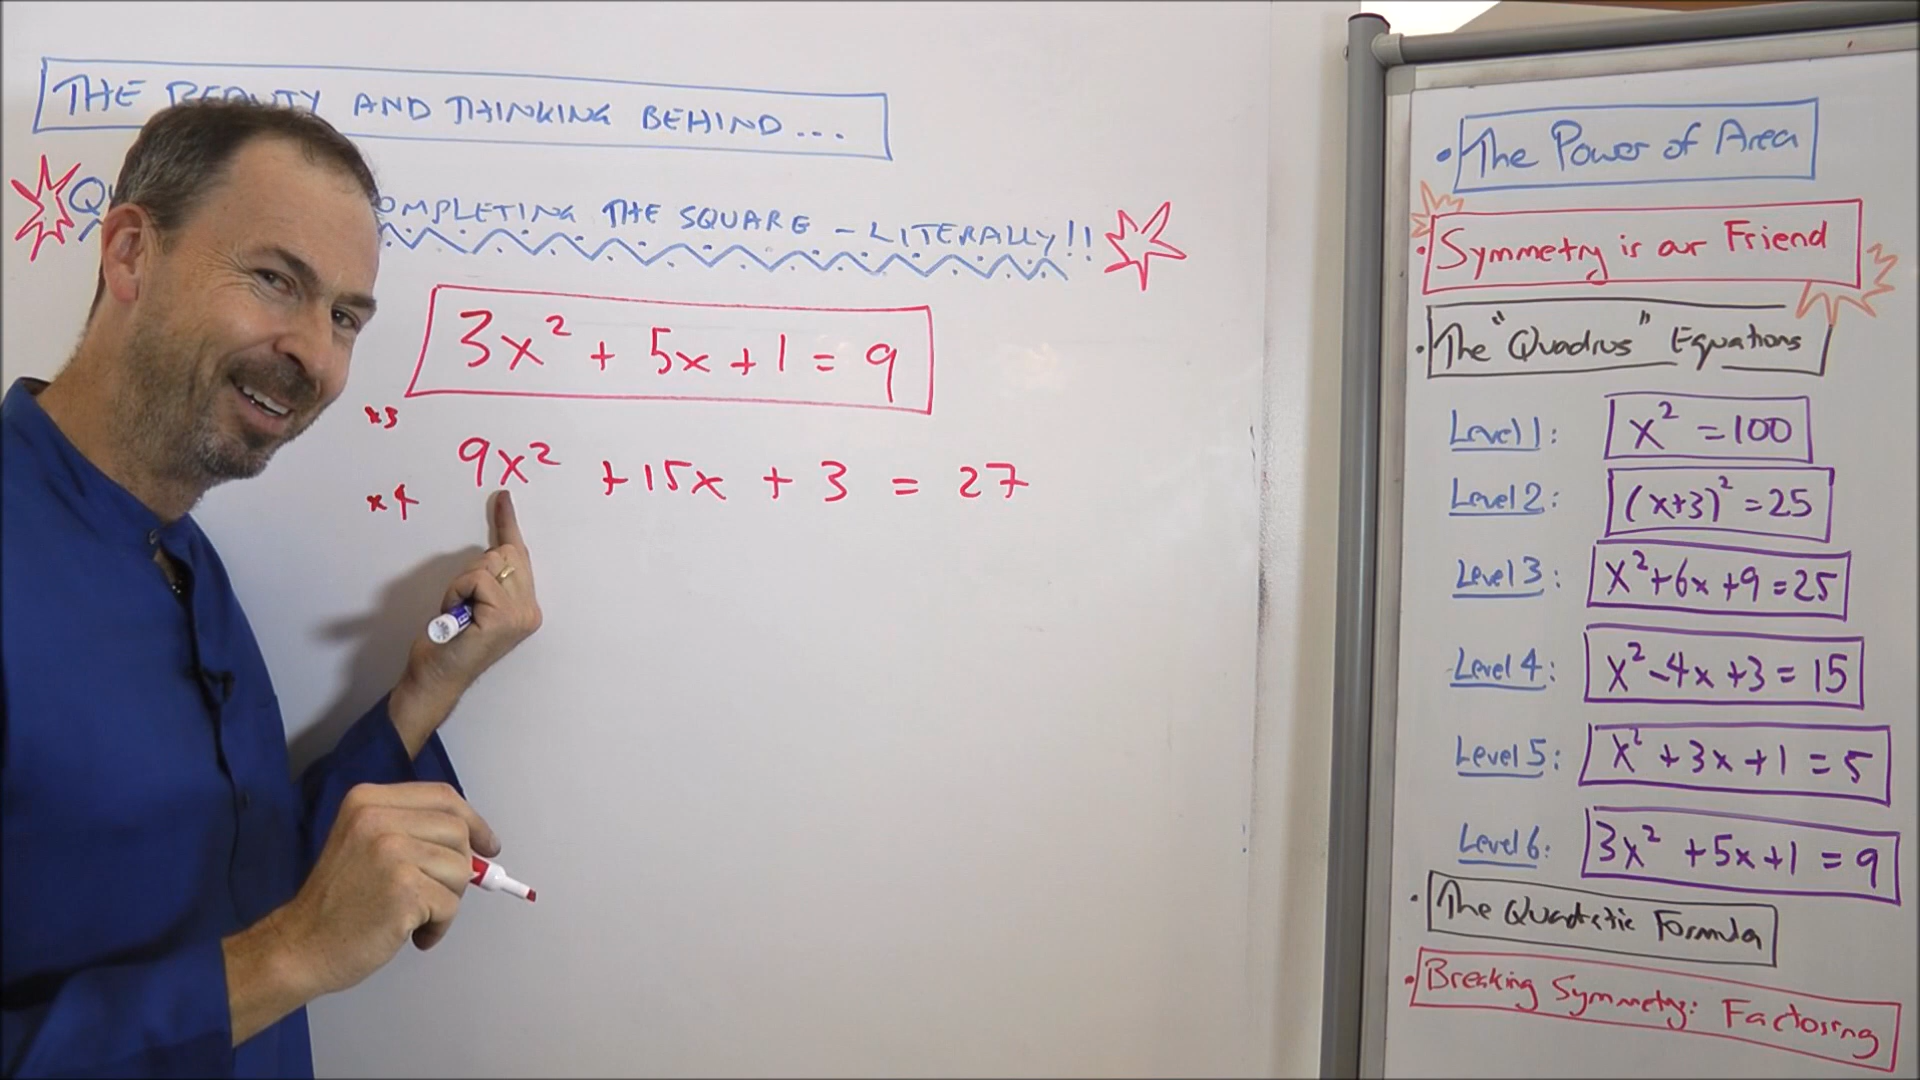 THE BEAUTY AND THINKING BEHIND...
COMPLETING THE SQUARE - LITERALLY!!
3x² + 5x + 1 = 9
x3
9x² + 15x + 3 = 27
x4
• The Power of Area
• Symmetry is our Friend
• The "Quadrus" Equations
Level 1: x² = 100
Level 2: (x+3)² = 25
Level 3: x² + 6x + 9 = 25
Level 4: x² - 4x + 3 = 15
Level 5: x² + 3x + 1 = 5
Level 6: 3x² + 5x + 1 = 9
• The Quadratic Formula
• Breaking Symmetry: Factoring